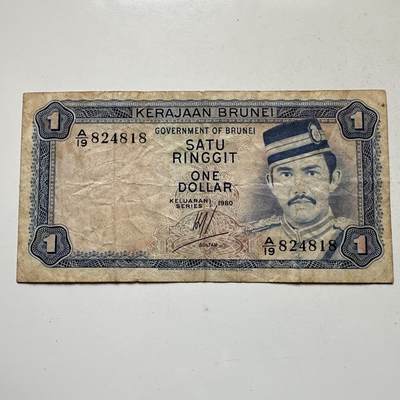 1 KERAJAAN BRUNEI 1
GOVERNMENT OF BRUNEI
A/19 824818
SATU
RINGGIT
ONE
DOLLAR
KELUARAN
SERIES 1980
SULTAN
A/19 824818
1 1